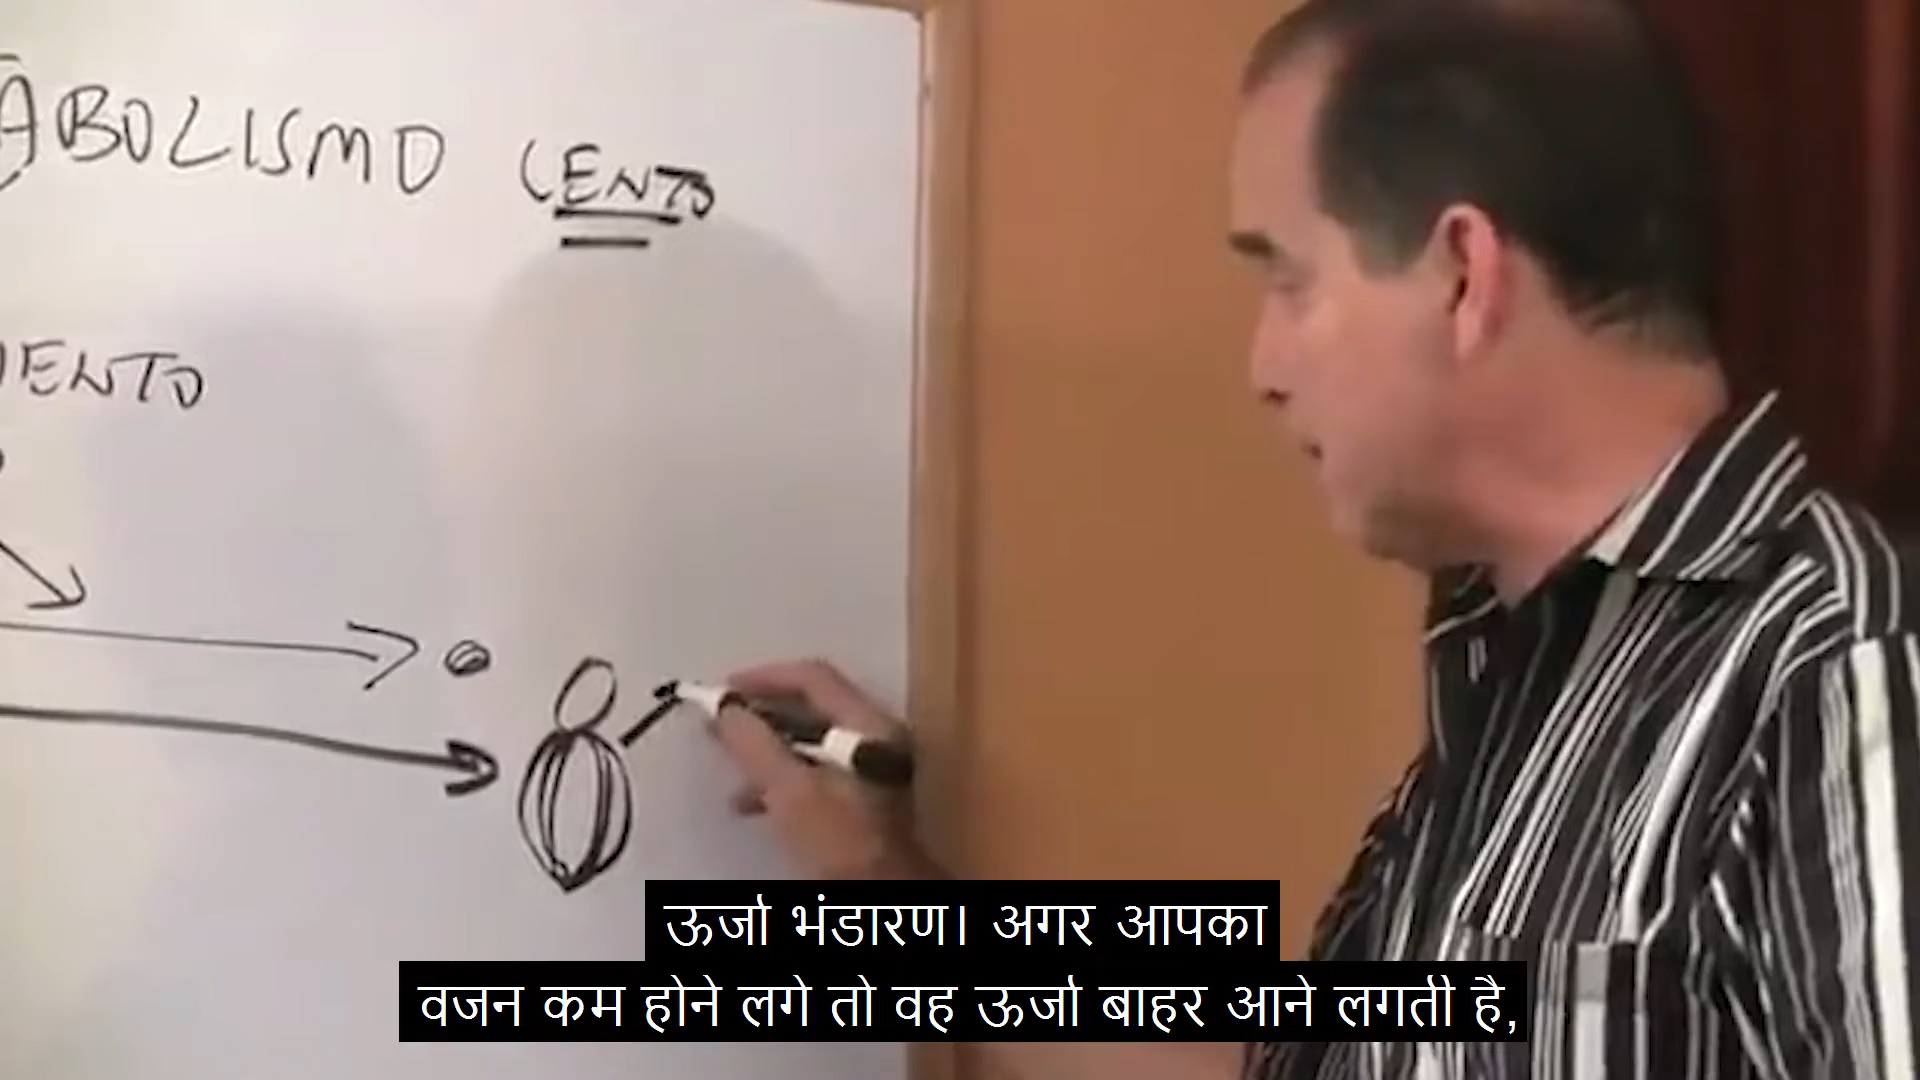 ABOLISMO LENTO
IENTO
ऊर्जा भंडारण। अगर आपका
वजन कम होने लगे तो वह ऊर्जा बाहर आने लगती है,